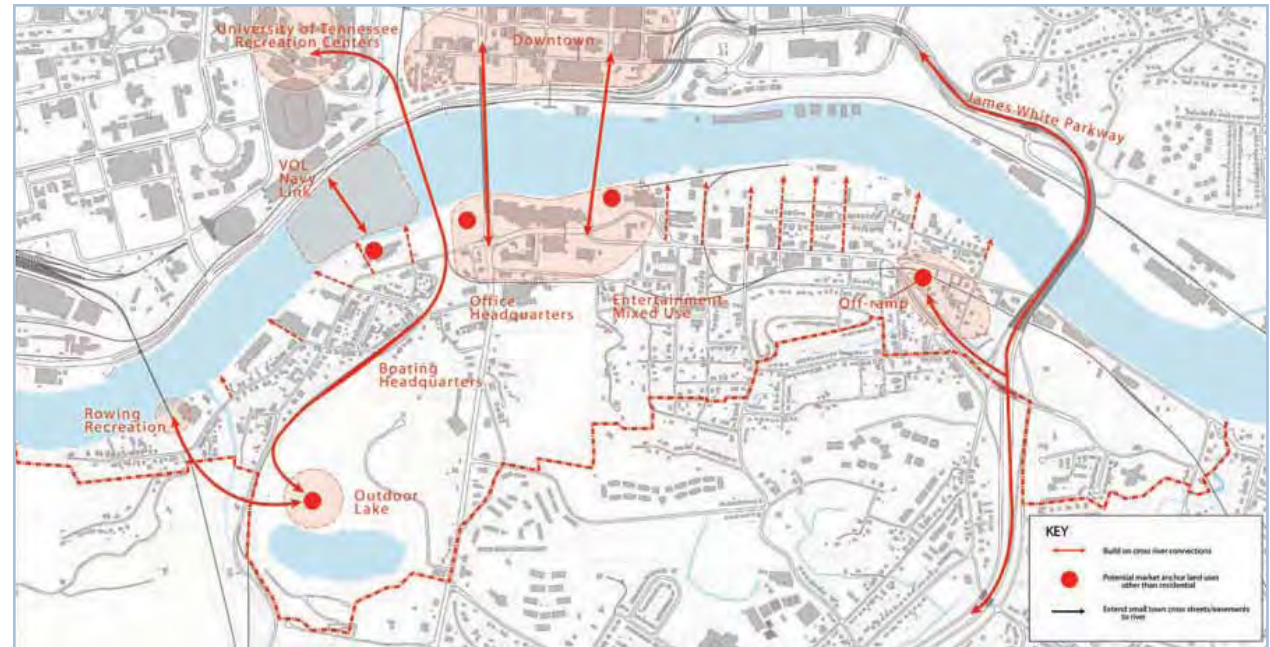 University of Tennessee
Recreation Centers
Downtown
James White Parkway
VOL
Navy
Link
Office
Headquarters
Entertainment
Mixed Use
Off-ramp
Boating
Headquarters
Rowing
Recreation
Outdoor
Lake
KEY
Build on cross river connections
Potential market anchor land uses
other than residential
Extend small town cross streets/easements
to river